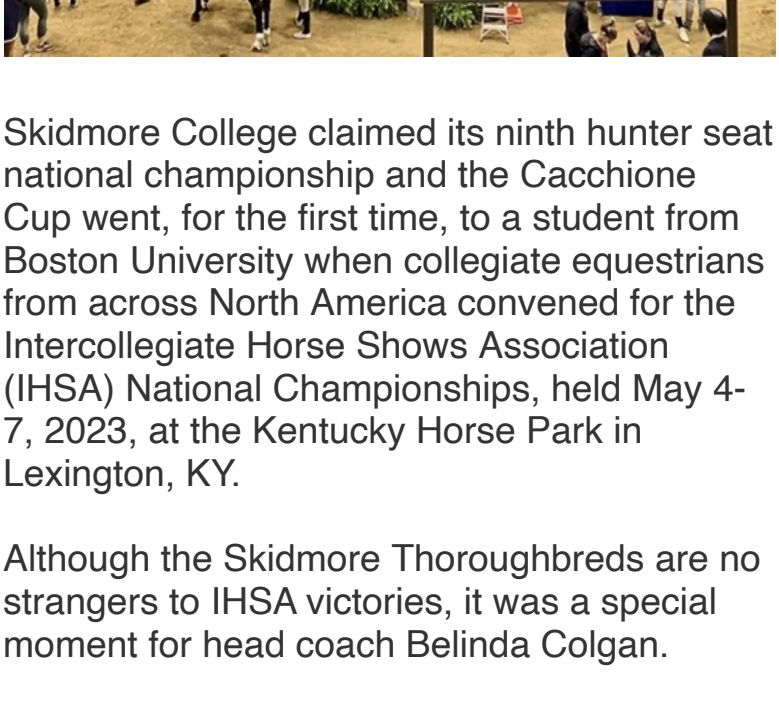 Skidmore College claimed its ninth hunter seat
national championship and the Cacchione
Cup went, for the first time, to a student from
Boston University when collegiate equestrians
from across North America convened for the
Intercollegiate Horse Shows Association
(IHSA) National Championships, held May 4-
7, 2023, at the Kentucky Horse Park in
Lexington, KY.
Although the Skidmore Thoroughbreds are no
strangers to IHSA victories, it was a special
moment for head coach Belinda Colgan.